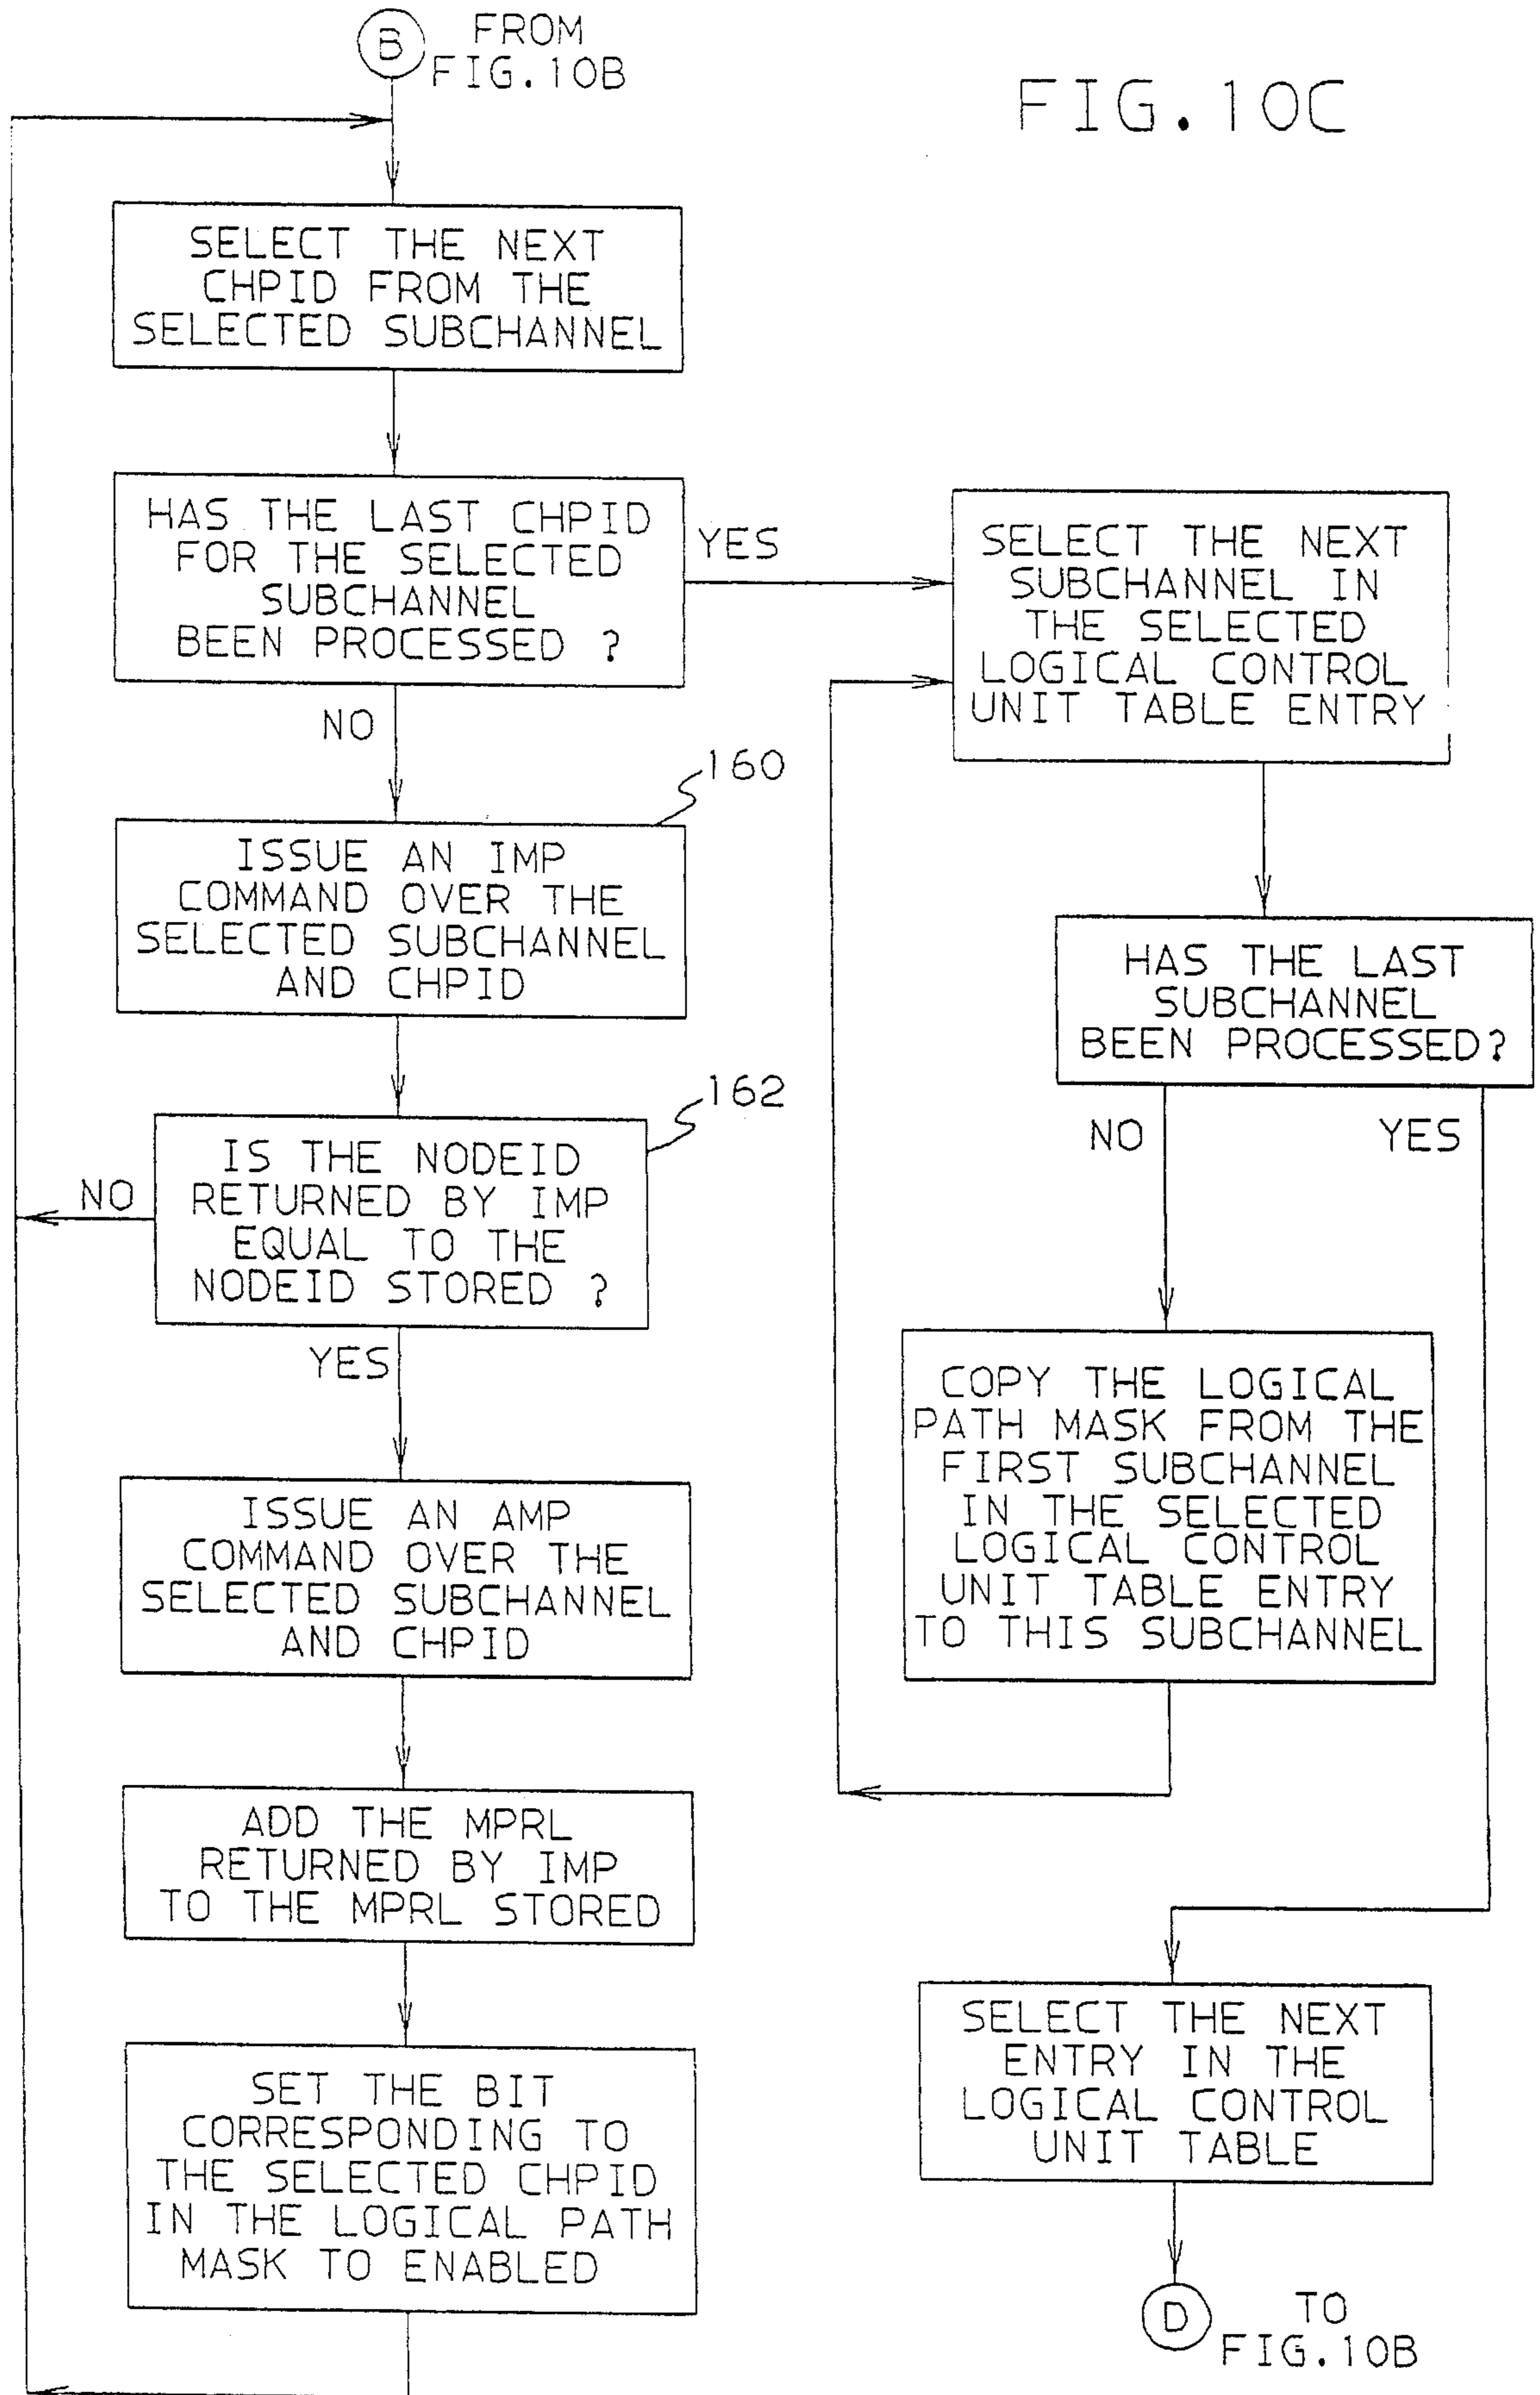 B
FROM
FIG.10B
FIG.10C
SELECT THE NEXT
CHPID FROM THE
SELECTED SUBCHANNEL
HAS THE LAST CHPID
FOR THE SELECTED
SUBCHANNEL
BEEN PROCESSED ?
YES
NO
160
ISSUE AN IMP
COMMAND OVER THE
SELECTED SUBCHANNEL
AND CHPID
162
IS THE NODEID
RETURNED BY IMP
EQUAL TO THE
NODEID STORED ?
NO
YES
ISSUE AN AMP
COMMAND OVER THE
SELECTED SUBCHANNEL
AND CHPID
ADD THE MPRL
RETURNED BY IMP
TO THE MPRL STORED
SET THE BIT
CORRESPONDING TO
THE SELECTED CHPID
IN THE LOGICAL PATH
MASK TO ENABLED
SELECT THE NEXT
SUBCHANNEL IN
THE SELECTED
LOGICAL CONTROL
UNIT TABLE ENTRY
HAS THE LAST
SUBCHANNEL
BEEN PROCESSED?
NO
YES
COPY THE LOGICAL
PATH MASK FROM THE
FIRST SUBCHANNEL
IN THE SELECTED
LOGICAL CONTROL
UNIT TABLE ENTRY
TO THIS SUBCHANNEL
SELECT THE NEXT
ENTRY IN THE
LOGICAL CONTROL
UNIT TABLE
D
TO
FIG.10B